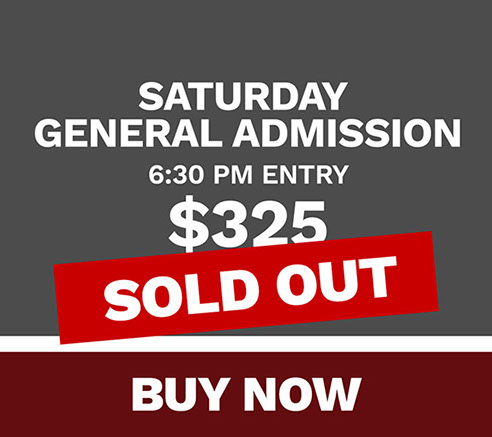 SATURDAY
GENERAL ADMISSION
6:30 PM ENTRY
$325
SOLD OUT
BUY NOW